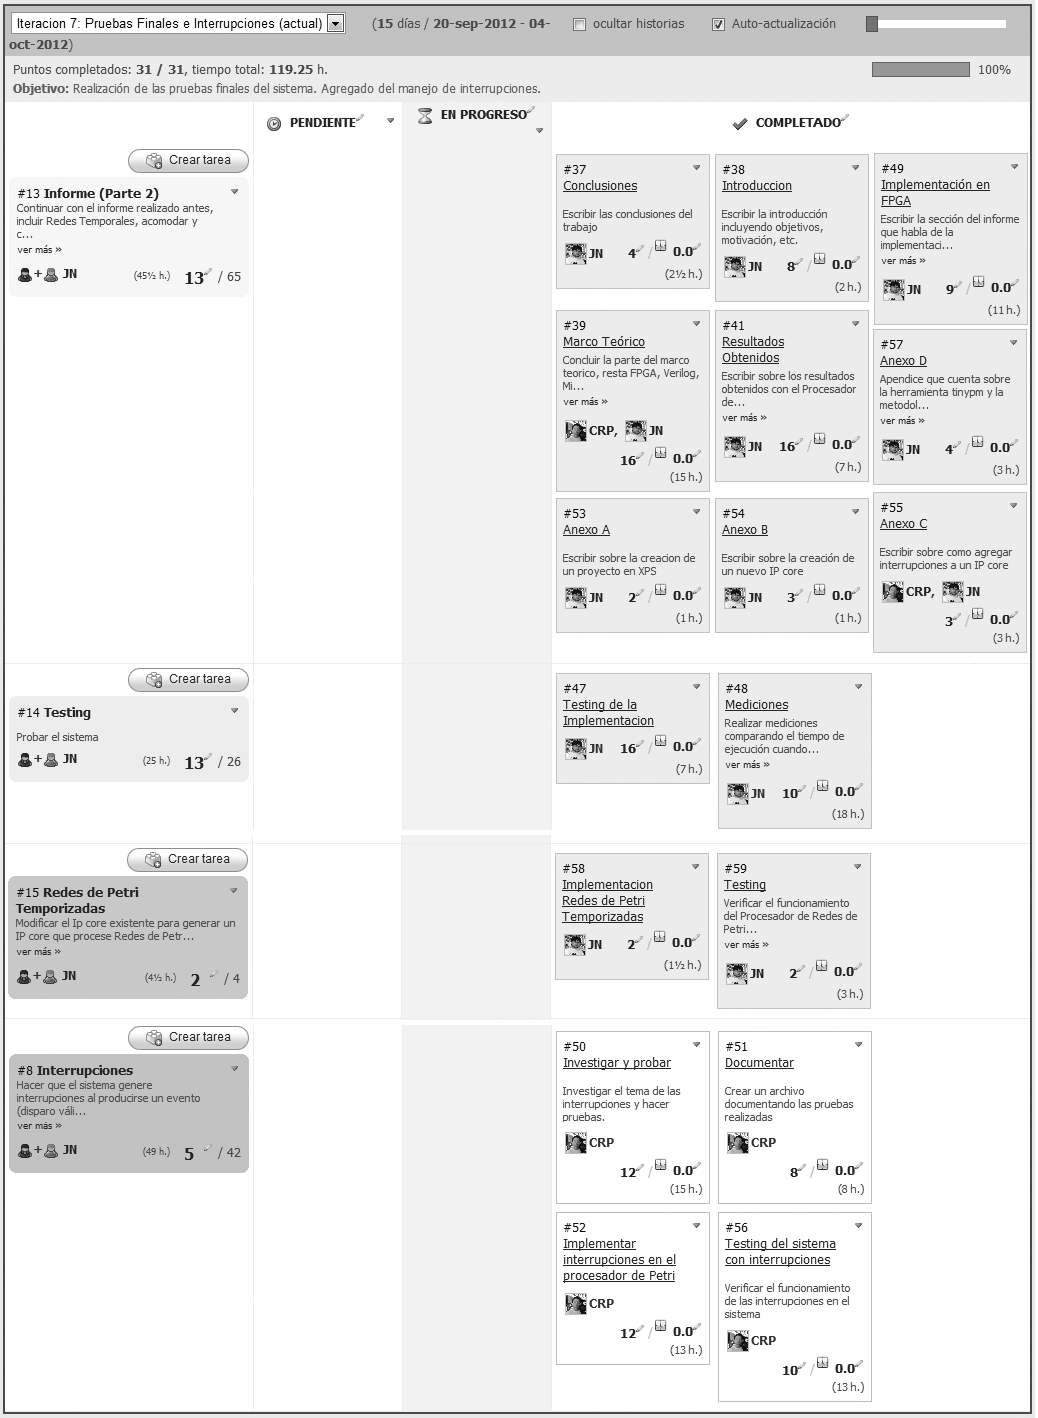 Iteracion 7: Pruebas Finales e Interrupciones (actual) (15 días / 20-sep-2012 - 04- ocultar historias Auto-actualización
oct-2012)
Puntos completados: 31 / 31, tiempo total: 119.25 h. 100%
Objetivo: Realización de las pruebas finales del sistema. Agregado del manejo de interrupciones.
PENDIENTE EN PROGRESO COMPLETADO
Crear tarea
#13 Informe (Parte 2)
Continuar con el informe realizado antes,
incluir Redes Temporales, acomodar y
c...
ver más »
+ JN (45½ h.) 13 / 65
#37
Conclusiones
Escribir las conclusiones del
trabajo
JN 4 / 0.0
(2½ h.)
#38
Introduccion
Escribir la introducción
incluyendo objetivos,
motivación, etc.
JN 8 / 0.0
(2 h.)
#49
Implementación en
FPGA
Escribir la sección del informe
que habla de la
implementaci...
ver más »
JN 9 / 0.0
(11 h.)
#39
Marco Teórico
Concluir la parte del marco
teorico, resta FPGA, Verilog,
Mi...
ver más »
CRP, JN
16 / 0.0
(15 h.)
#41
Resultados
Obtenidos
Escribir sobre los resultados
obtenidos con el Procesador
de...
ver más »
JN 16 / 0.0
(7 h.)
#57
Anexo D
Apendice que cuenta sobre
la herramienta tinypm y la
metodol...
ver más »
JN 4 / 0.0
(3 h.)
#53
Anexo A
Escribir sobre la creacion de
un proyecto en XPS
JN 2 / 0.0
(1 h.)
#54
Anexo B
Escribir sobre la creación de
un nuevo IP core
JN 3 / 0.0
(1 h.)
#55
Anexo C
Escribir sobre como agregar
interrupciones a un IP core
CRP, JN
3 / 0.0
(3 h.)
Crear tarea
#14 Testing
Probar el sistema
+ JN (25 h.) 13 / 26
#47
Testing de la
Implementacion
JN 16 / 0.0
(7 h.)
#48
Mediciones
Realizar mediciones
comparando el tiempo de
ejecución cuando...
ver más »
JN 10 / 0.0
(18 h.)
Crear tarea
#15 Redes de Petri
Temporizadas
Modificar el Ip core existente para generar un
IP core que procese Redes de Petr...
ver más »
+ JN (4½ h.) 2 / 4
#58
Implementacion
Redes de Petri
Temporizadas
JN 2 / 0.0
(1½ h.)
#59
Testing
Verificar el funcionamiento
del Procesador de Redes de
Petri...
ver más »
JN 2 / 0.0
(3 h.)
Crear tarea
#8 Interrupciones
Hacer que el sistema genere
interrupciones al producirse un evento
(disparo váli...
ver más »
+ JN (49 h.) 5 / 42
#50
Investigar y probar
Investigar el tema de las
interrupciones y hacer
pruebas.
CRP
12 / 0.0
(15 h.)
#51
Documentar
Crear un archivo
documentando las pruebas
realizadas
CRP
8 / 0.0
(8 h.)
#52
Implementar
interrupciones en el
procesador de Petri
CRP
12 / 0.0
(13 h.)
#56
Testing del sistema
con interrupciones
Verificar el funcionamiento
de las interrupciones en el
sistema
CRP
10 / 0.0
(13 h.)